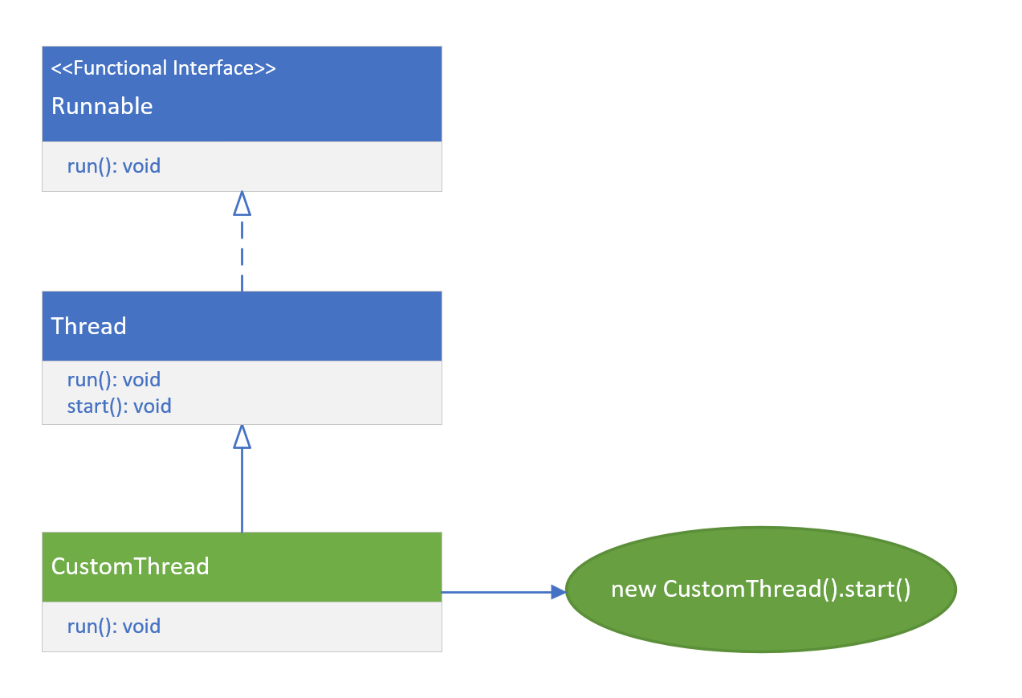 <<Functional Interface>>
Runnable
run(): void
Thread
run(): void
start(): void
CustomThread
run(): void
new CustomThread().start()